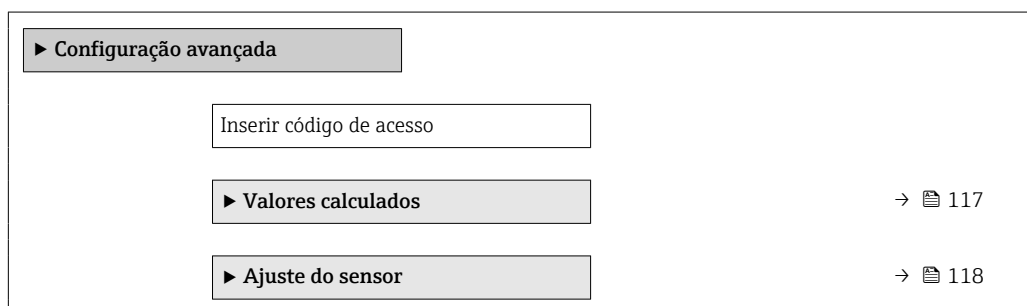 ▶ Configuração avançada
Inserir código de acesso
▶ Valores calculados → 🖹 117
▶ Ajuste do sensor → 🖹 118